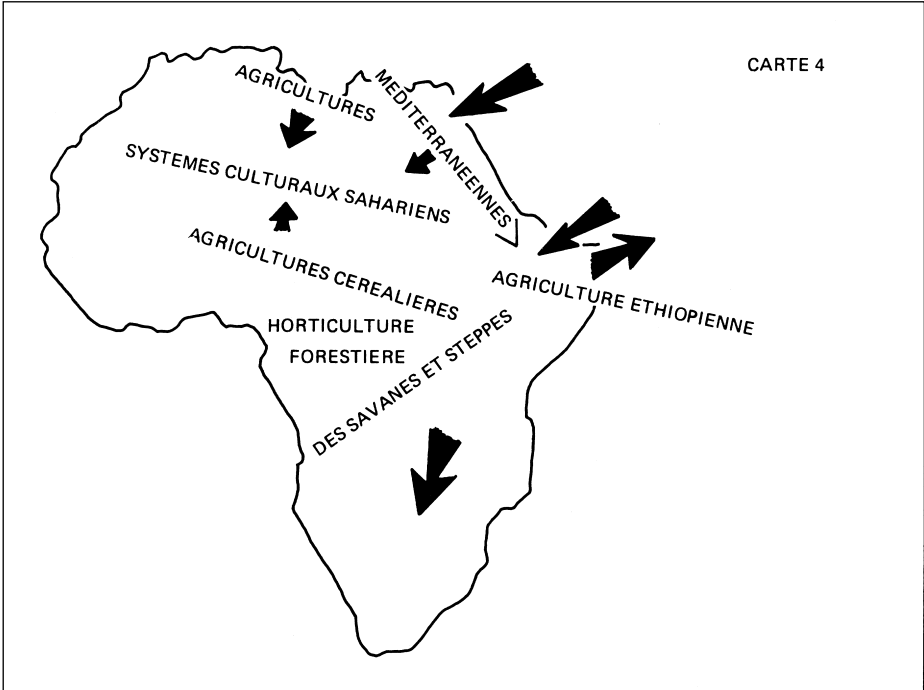 CARTE 4
AGRICULTURES MEDITERRANEENNES
SYSTEMES CULTURAUX SAHARIENS
AGRICULTURES CEREALIERES
DES SAVANES ET STEPPES
AGRICULTURE ETHIOPIENNE
HORTICULTURE
FORESTIERE